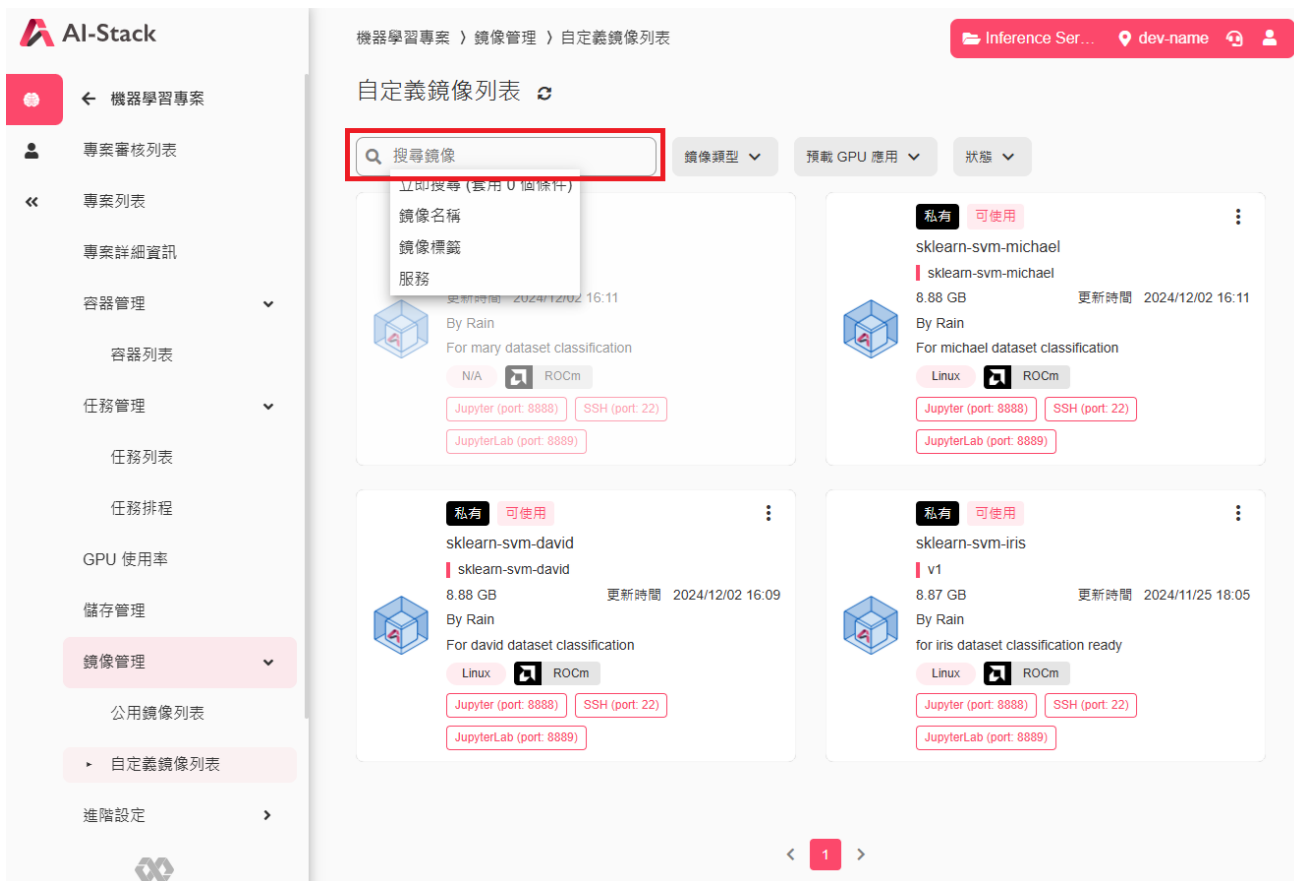 AI-Stack
機器學習專案 〉鏡像管理 〉自定義鏡像列表
Inference Ser... dev-name
機器學習專案
專案審核列表
專案列表
專案詳細資訊
容器管理
容器列表
任務管理
任務列表
任務排程
GPU 使用率
儲存管理
鏡像管理
公用鏡像列表
自定義鏡像列表
進階設定
自定義鏡像列表
搜尋鏡像
鏡像類型
預載 GPU 應用
狀態
立即搜尋 (套用 0 個條件)
鏡像名稱
鏡像標籤
服務
更新時間 2024/12/02 16:11
By Rain
For mary dataset classification
N/A ROCm
Jupyter (port: 8888) SSH (port: 22)
JupyterLab (port: 8889)
私有 可使用
sklearn-svm-michael
sklearn-svm-michael
8.88 GB 更新時間 2024/12/02 16:11
By Rain
For michael dataset classification
Linux ROCm
Jupyter (port: 8888) SSH (port: 22)
JupyterLab (port: 8889)
私有 可使用
sklearn-svm-david
sklearn-svm-david
8.88 GB 更新時間 2024/12/02 16:09
By Rain
For david dataset classification
Linux ROCm
Jupyter (port: 8888) SSH (port: 22)
JupyterLab (port: 8889)
私有 可使用
sklearn-svm-iris
v1
8.87 GB 更新時間 2024/11/25 18:05
By Rain
for iris dataset classification ready
Linux ROCm
Jupyter (port: 8888) SSH (port: 22)
JupyterLab (port: 8889)
1